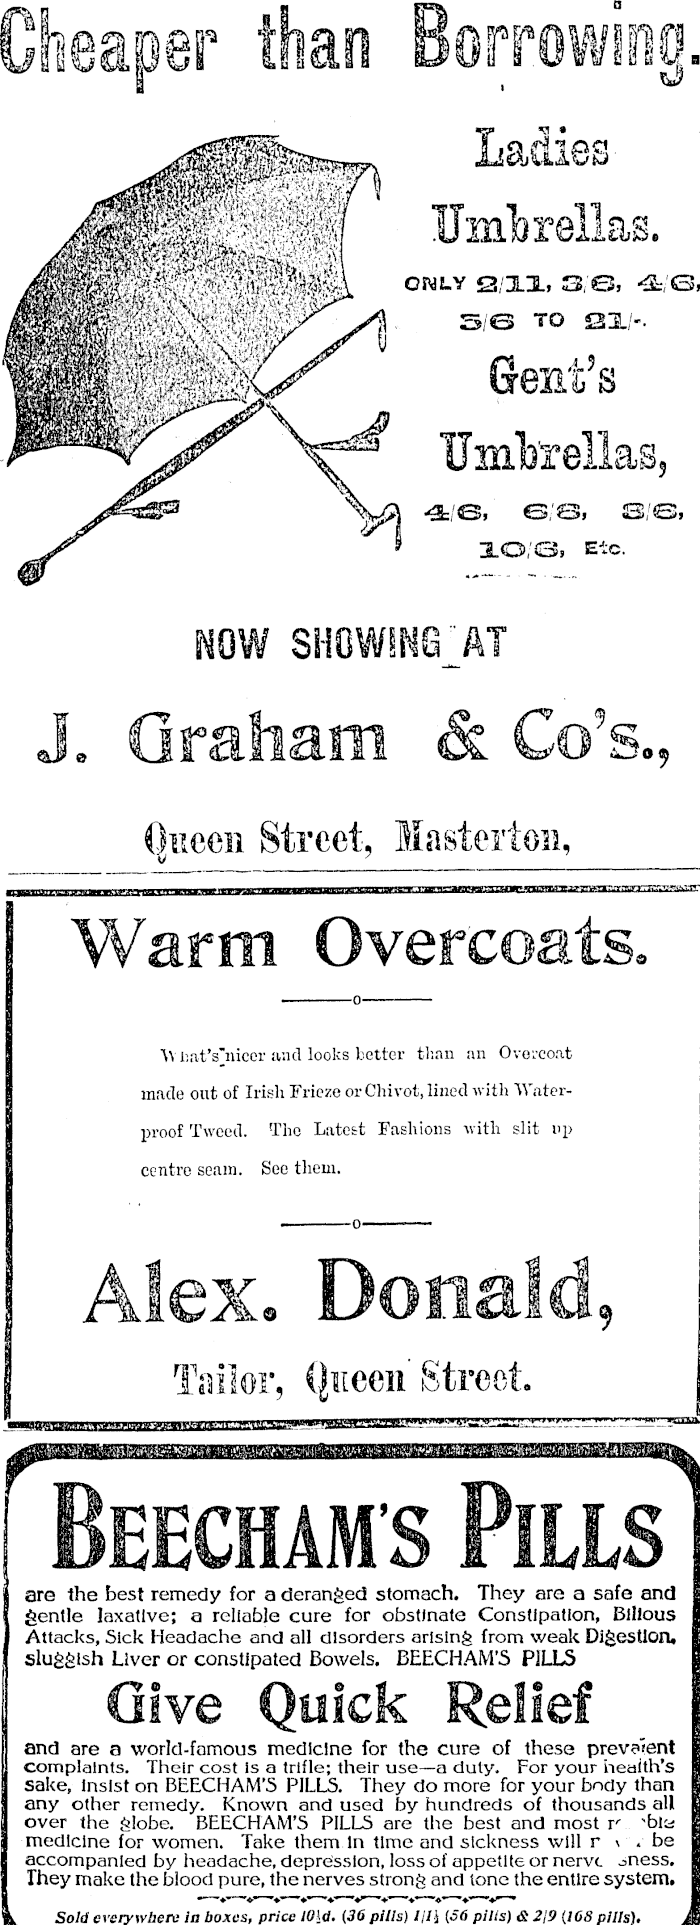 Cheaper than Borrowing.
Ladies
Umbrellas.
ONLY 2/11, 3/6, 4/6,
5/6 TO 21/-.
Gent's
Umbrellas,
4/6, 6/6, 8/6,
10/6, Etc.
NOW SHOWING AT
J. Graham & Co's.,
Queen Street, Masterton,
Warm Overcoats.
What's nicer and looks better than an Overcoat
made out of Irish Frieze or Chivot, lined with Water-
proof Tweed. The Latest Fashions with slit up
centre seam. See them.
Alex. Donald,
Tailor, Queen Street.
BEECHAM'S PILLS
are the best remedy for a deranged stomach. They are a safe and
gentle laxative; a reliable cure for obstinate Constipation, Bilious
Attacks, Sick Headache and all disorders arising from weak Digestion,
sluggish Liver or constipated Bowels. BEECHAM'S PILLS
Give Quick Relief
and are a world-famous medicine for the cure of these prevalent
complaints. Their cost is a trifle; their use—a duty. For your health's
sake, insist on BEECHAM'S PILLS. They do more for your body than
any other remedy. Known and used by hundreds of thousands all
over the globe. BEECHAM'S PILLS are the best and most
medicine for women. Take them in time and sickness will be
accompanied by headache, depression, loss of appetite or
They make the blood pure, the nerves strong and tone the entire system.
Sold everywhere in boxes, price 10½d. (36 pills) 1/1½ (56 pills) & 2/9 (168 pills).